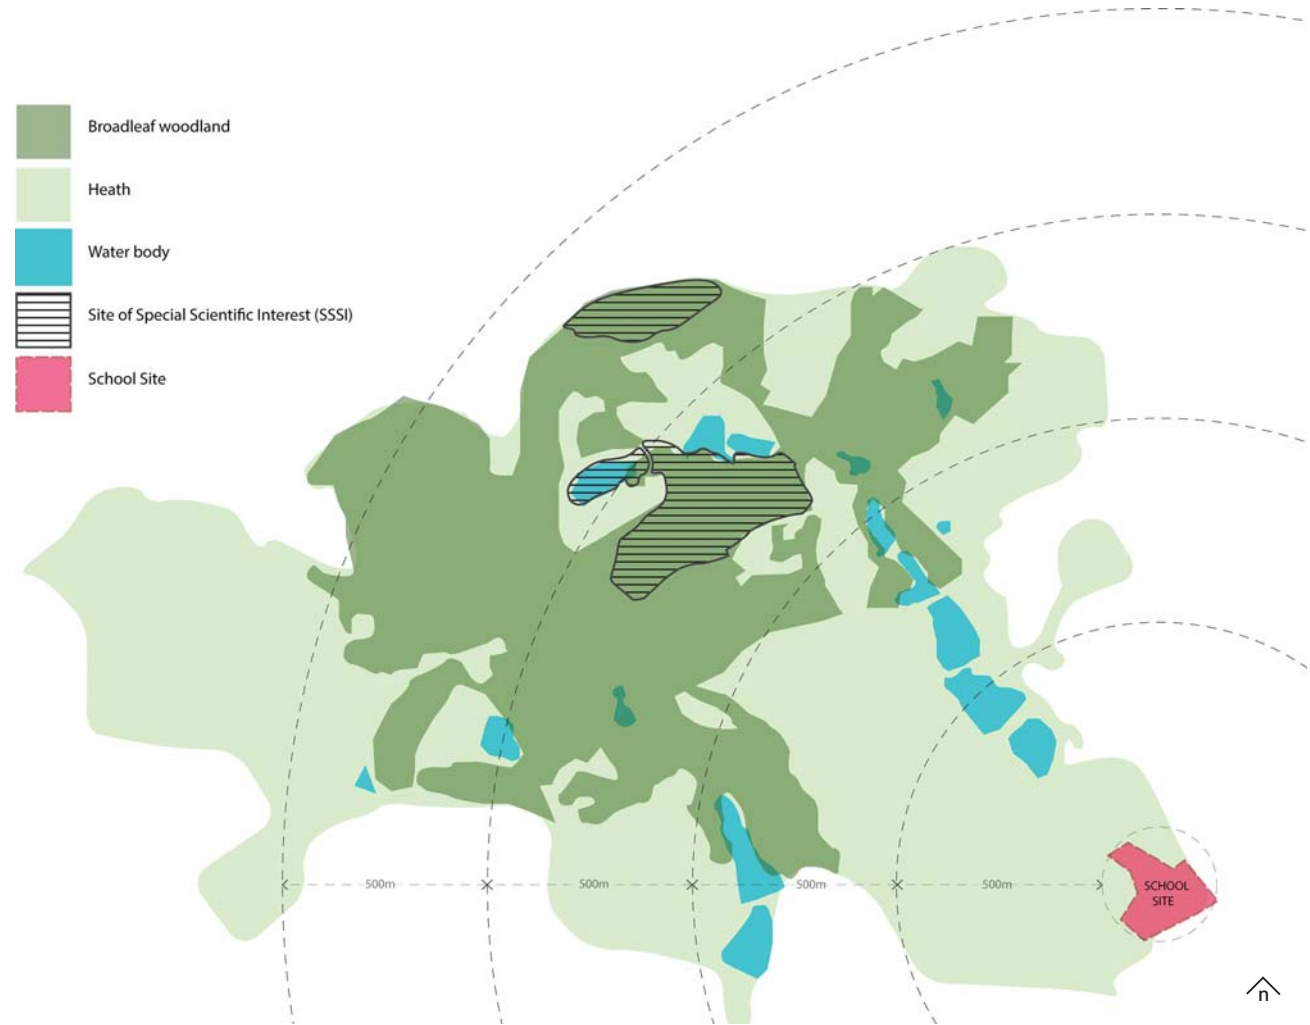 Broadleaf woodland
Heath
Water body
Site of Special Scientific Interest (SSSI)
School Site
500m
500m
500m
500m
SCHOOL
SITE
n